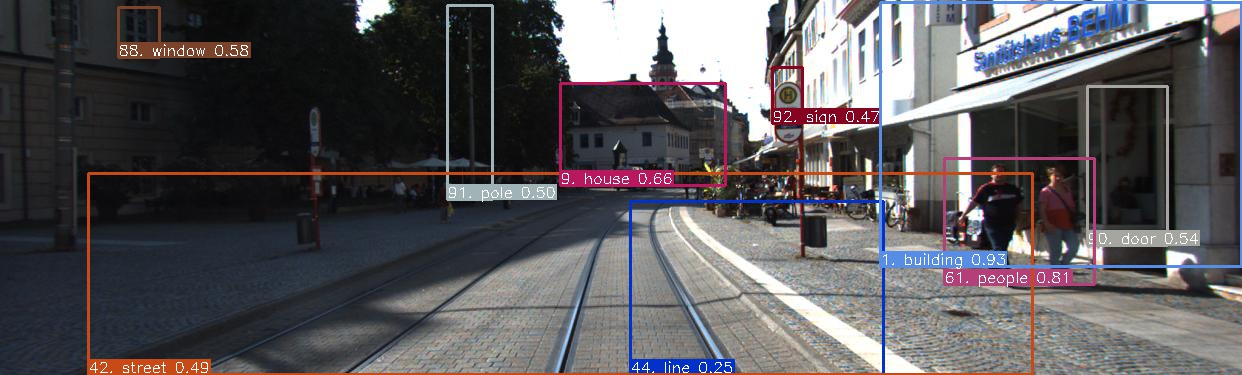 88. window 0.58
Sanitätshaus BEHM
H M
H
92. sign 0.47
9. house 0.66
91. pole 0.50
90. door 0.54
1. building 0.93
61. people 0.81
42. street 0.49
44. line 0.25